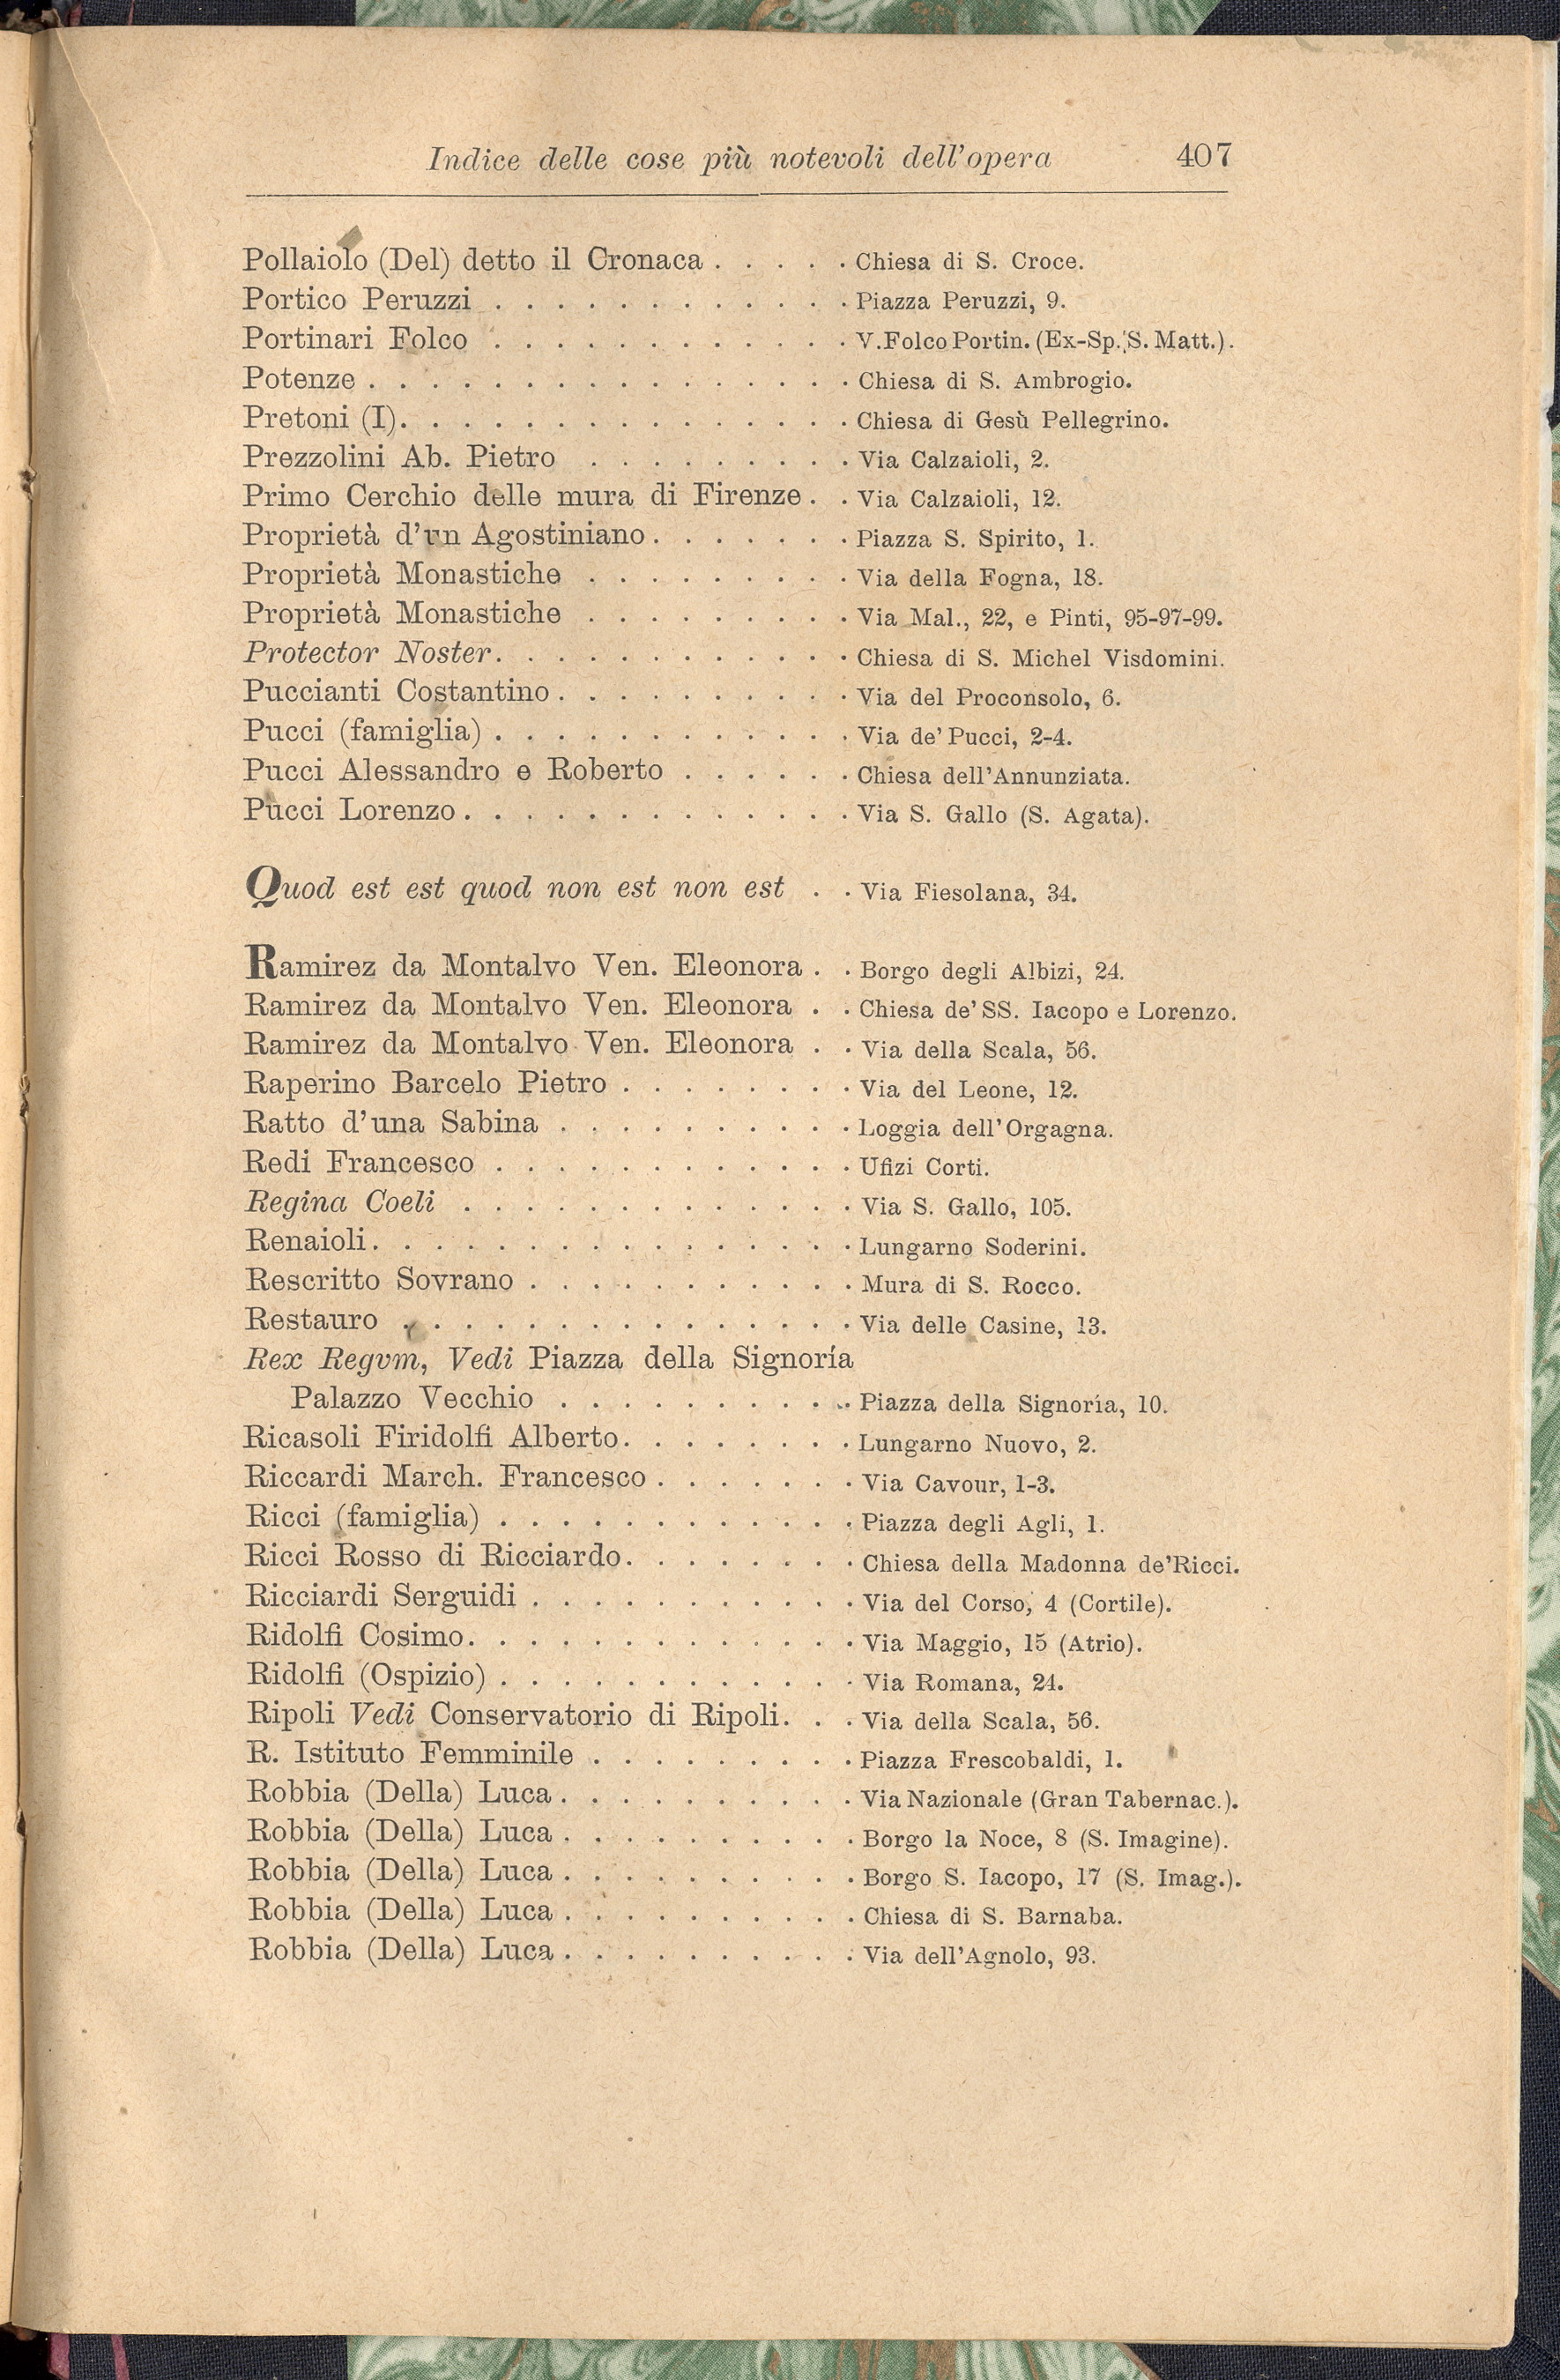 Indice delle cose più notevoli dell'opera 407
Pollaiolo (Del) detto il Cronaca . . . . . Chiesa di S. Croce.
Portico Peruzzi . . . . . . . . . . . . Piazza Peruzzi, 9.
Portinari Folco . . . . . . . . . . . . V. Folco Portin. (Ex-Sp. S. Matt.).
Potenze . . . . . . . . . . . . . . . . Chiesa di S. Ambrogio.
Pretoni (I). . . . . . . . . . . . . . . Chiesa di Gesù Pellegrino.
Prezzolini Ab. Pietro . . . . . . . . . Via Calzaioli, 2.
Primo Cerchio delle mura di Firenze . . Via Calzaioli, 12.
Proprietà d'un Agostiniano . . . . . . . Piazza S. Spirito, 1.
Proprietà Monastiche . . . . . . . . . Via della Fogna, 18.
Proprietà Monastiche . . . . . . . . . Via Mal., 22, e Pinti, 95-97-99.
Protector Noster. . . . . . . . . . . . Chiesa di S. Michel Visdomini.
Puccianti Costantino . . . . . . . . . . Via del Proconsolo, 6.
Pucci (famiglia) . . . . . . . . . . . . Via de' Pucci, 2-4.
Pucci Alessandro e Roberto . . . . . . Chiesa dell'Annunziata.
Pucci Lorenzo . . . . . . . . . . . . . Via S. Gallo (S. Agata).
Quod est est quod non est non est . . Via Fiesolana, 34.
Ramirez da Montalvo Ven. Eleonora . . Borgo degli Albizi, 24.
Ramirez da Montalvo Ven. Eleonora . . Chiesa de' SS. Iacopo e Lorenzo.
Ramirez da Montalvo Ven. Eleonora . . Via della Scala, 56.
Raperino Barcelo Pietro . . . . . . . . Via del Leone, 12.
Ratto d'una Sabina . . . . . . . . . . Loggia dell'Orgagna.
Redi Francesco . . . . . . . . . . . . Ufizi Corti.
Regina Coeli . . . . . . . . . . . . . Via S. Gallo, 105.
Renaioli. . . . . . . . . . . . . . . . Lungarno Soderini.
Rescritto Sovrano . . . . . . . . . . . Mura di S. Rocco.
Restauro . . . . . . . . . . . . . . . Via delle Casine, 13.
Rex Regvm, Vedi Piazza della Signoría
Palazzo Vecchio . . . . . . . . . . Piazza della Signoría, 10.
Ricasoli Firidolfi Alberto. . . . . . . . Lungarno Nuovo, 2.
Riccardi March. Francesco . . . . . . . Via Cavour, 1-3.
Ricci (famiglia) . . . . . . . . . . . . Piazza degli Agli, 1.
Ricci Rosso di Ricciardo. . . . . . . . Chiesa della Madonna de'Ricci.
Ricciardi Serguidi . . . . . . . . . . . Via del Corso, 4 (Cortile).
Ridolfi Cosimo. . . . . . . . . . . . . Via Maggio, 15 (Atrio).
Ridolfi (Ospizio) . . . . . . . . . . . . Via Romana, 24.
Ripoli Vedi Conservatorio di Ripoli. . . Via della Scala, 56.
R. Istituto Femminile . . . . . . . . . Piazza Frescobaldi, 1.
Robbia (Della) Luca . . . . . . . . . . Via Nazionale (Gran Tabernac.).
Robbia (Della) Luca . . . . . . . . . . Borgo la Noce, 8 (S. Imagine).
Robbia (Della) Luca . . . . . . . . . . Borgo S. Iacopo, 17 (S. Imag.).
Robbia (Della) Luca . . . . . . . . . . Chiesa di S. Barnaba.
Robbia (Della) Luca . . . . . . . . . . Via dell'Agnolo, 93.